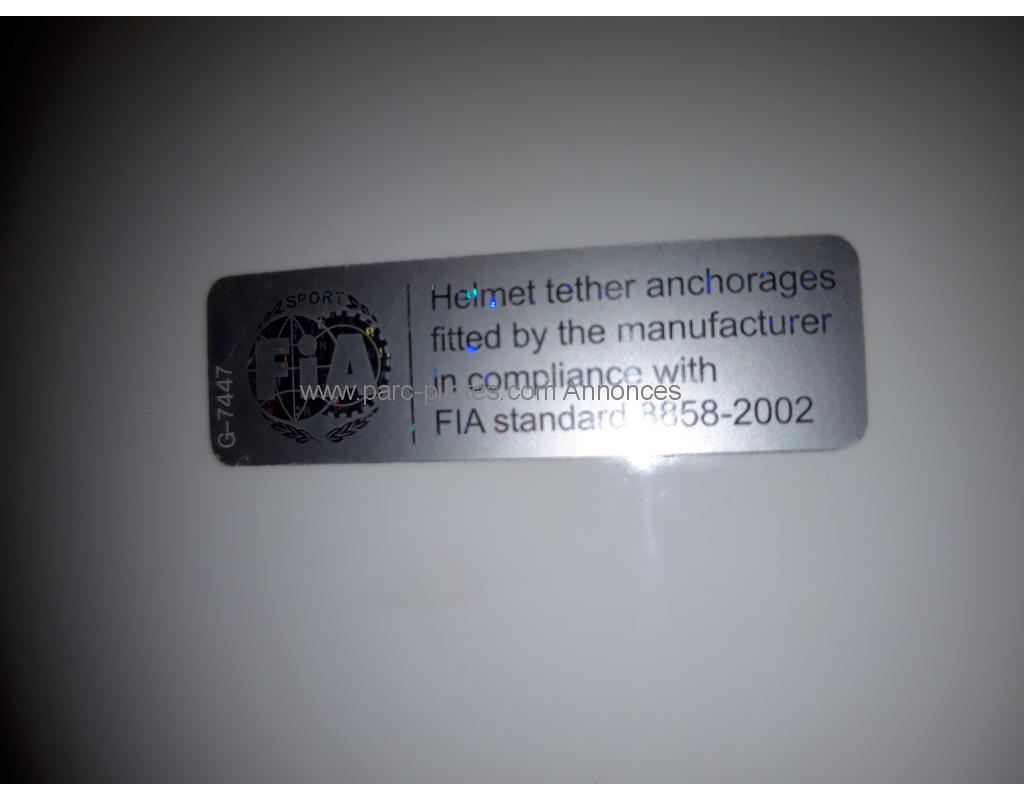 SPORT
FiA
G-7447
Helmet tether anchorages
fitted by the manufacturer
in compliance with
FIA standard 8858-2002
www.parc-pilotes.com Annonces